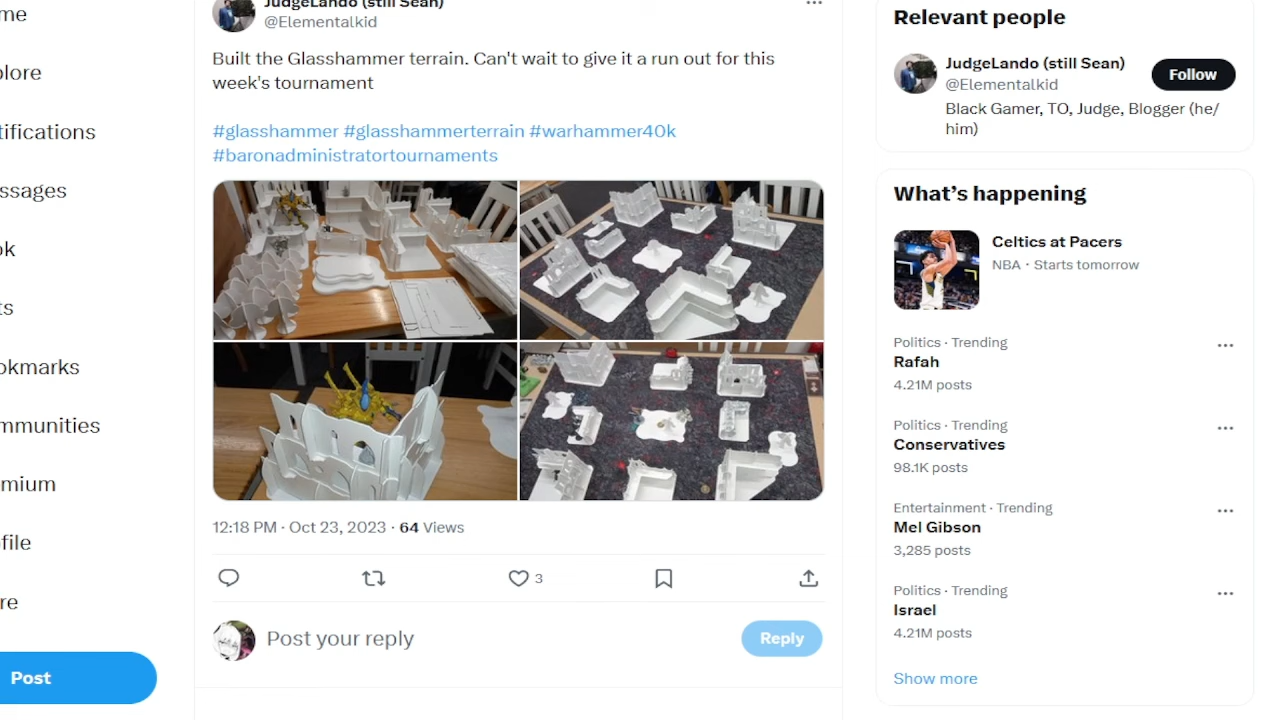 me
lore
tifications
ssages
ok
ts
okmarks
mmunities
mium
ofile
re
Post
JudgeLando (still Sean)
@Elementalkid
Built the Glasshammer terrain. Can't wait to give it a run out for this
week's tournament
#glasshammer #glasshammerterrain #warhammer40k
#baronadministratortournaments
12:18 PM · Oct 23, 2023 · 64 Views
3
Post your reply
Reply
Relevant people
JudgeLando (still Sean)
@Elementalkid
Follow
Black Gamer, TO, Judge, Blogger (he/
him)
What's happening
Celtics at Pacers
NBA · Starts tomorrow
Politics · Trending
Rafah
4.21M posts
Politics · Trending
Conservatives
98.1K posts
Entertainment · Trending
Mel Gibson
3,285 posts
Politics · Trending
Israel
4.21M posts
Show more